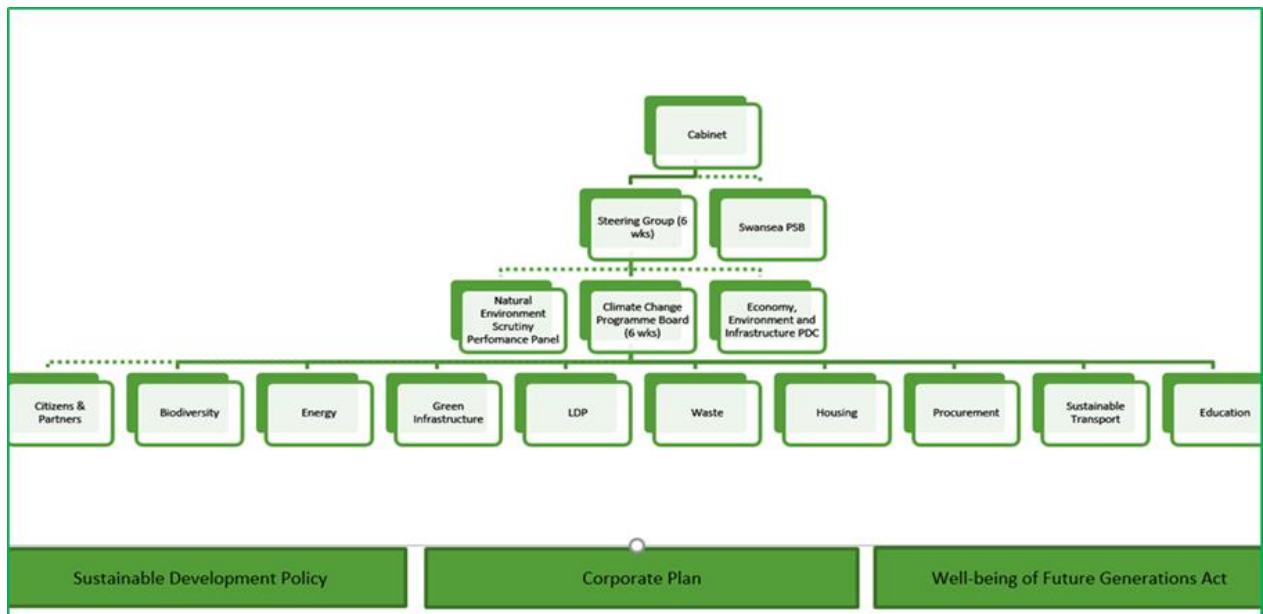 Cabinet
Steering Group (6
wks)
Swansea PSB
Natural
Environment
Scrutiny
Perfomance Panel
Climate Change
Programme Board
(6 wks)
Economy,
Environment and
Infrastructure PDC
Citizens &
Partners
Biodiversity
Energy
Green
Infrastructure
LDP
Waste
Housing
Procurement
Sustainable
Transport
Education
Sustainable Development Policy
Corporate Plan
Well-being of Future Generations Act